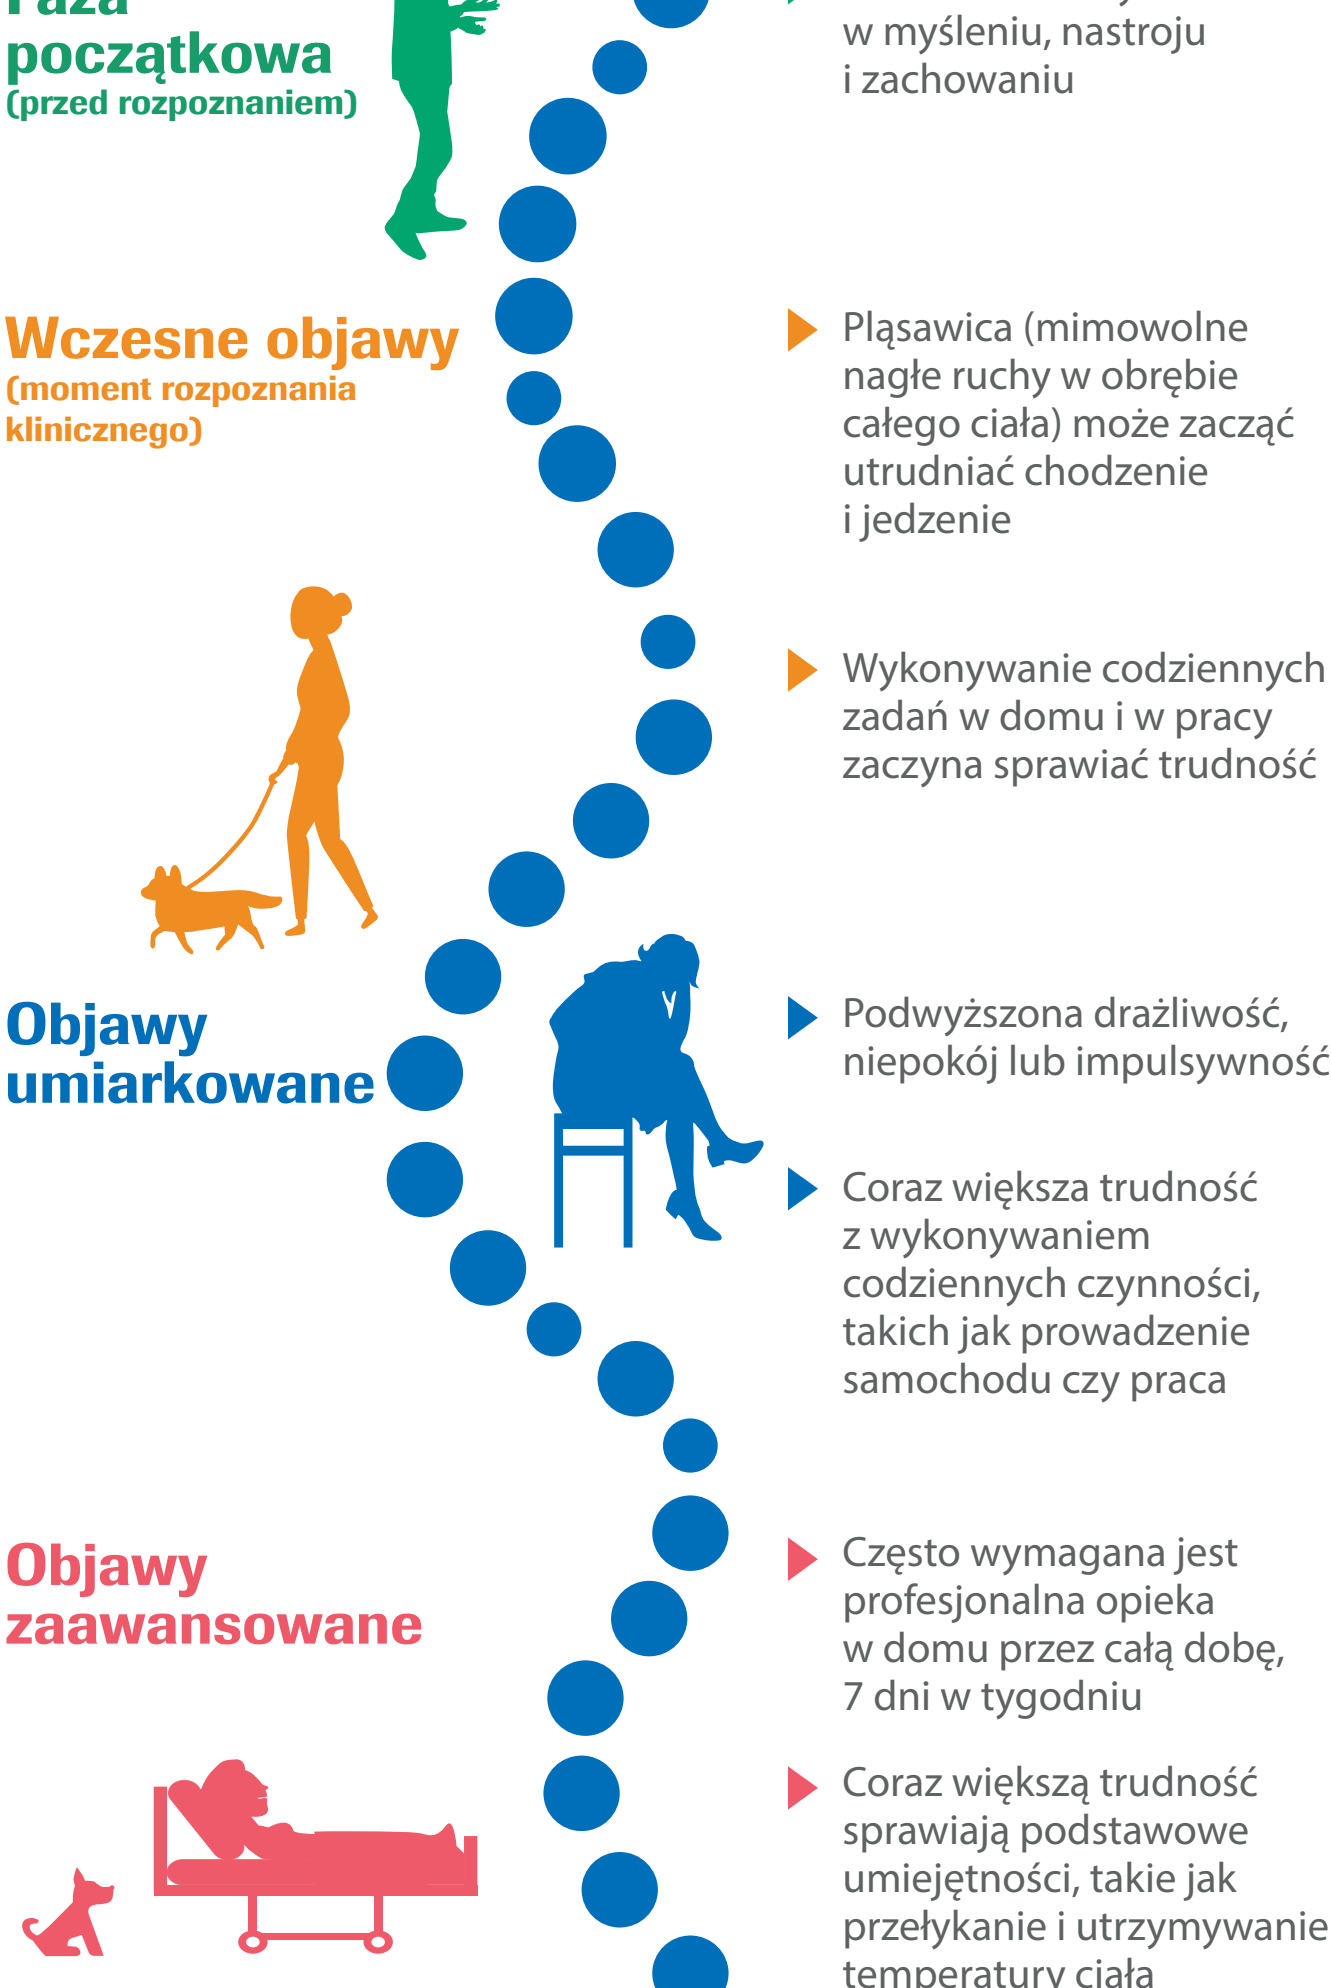 Faza
początkowa
(przed rozpoznaniem)
w myśleniu, nastroju
i zachowaniu
Wczesne objawy
(moment rozpoznania
klinicznego)
Pląsawica (mimowolne
nagłe ruchy w obrębie
całego ciała) może zacząć
utrudniać chodzenie
i jedzenie
Wykonywanie codziennych
zadań w domu i w pracy
zaczyna sprawiać trudność
Objawy
umiarkowane
Podwyższona drażliwość,
niepokój lub impulsywność
Coraz większa trudność
z wykonywaniem
codziennych czynności,
takich jak prowadzenie
samochodu czy praca
Objawy
zaawansowane
Często wymagana jest
profesjonalna opieka
w domu przez całą dobę,
7 dni w tygodniu
Coraz większą trudność
sprawiają podstawowe
umiejętności, takie jak
przełykanie i utrzymywanie
temperatury ciała